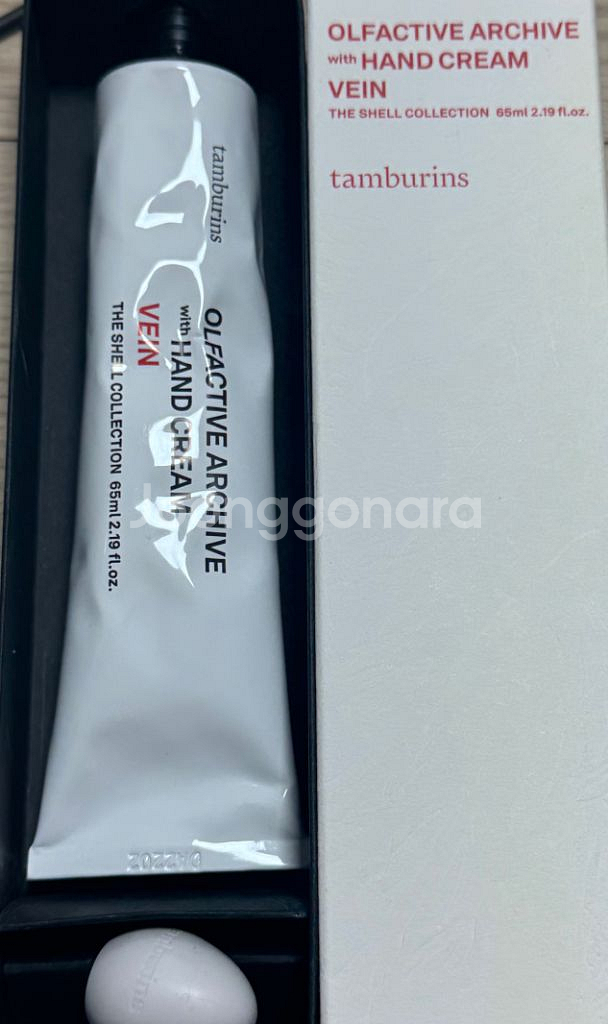 OLFACTIVE ARCHIVE
with HAND CREAM
VEIN
THE SHELL COLLECTION 65ml 2.19 fl.oz.
tamburins
tamburins
OLFACTIVE ARCHIVE
with HAND CREAM
VEIN
THE SHELL COLLECTION 65ml 2.19 fl.oz.
Joonggonara